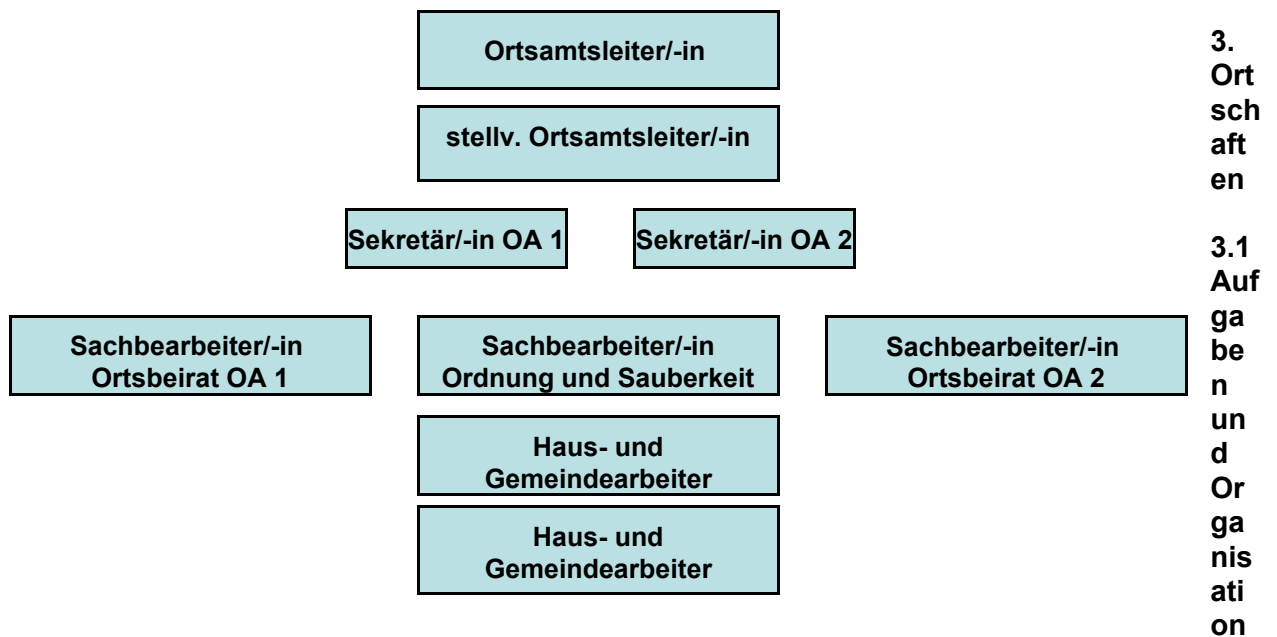 Ortsamtsleiter/-in
stellv. Ortsamtsleiter/-in
Sekretär/-in OA 1
Sekretär/-in OA 2
Sachbearbeiter/-in
Ortsbeirat OA 1
Sachbearbeiter/-in
Ordnung und Sauberkeit
Sachbearbeiter/-in
Ortsbeirat OA 2
Haus- und
Gemeindearbeiter
Haus- und
Gemeindearbeiter
3.
Ort
sch
aft
en
3.1
Auf
ga
be
n
un
d
Or
ga
nis
ati
on